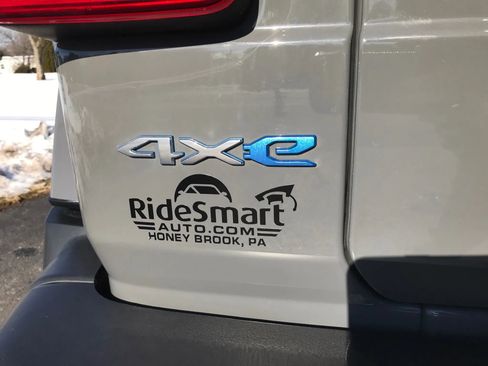 4xe
RideSmart
AUTO.COM
HONEY BROOK, PA